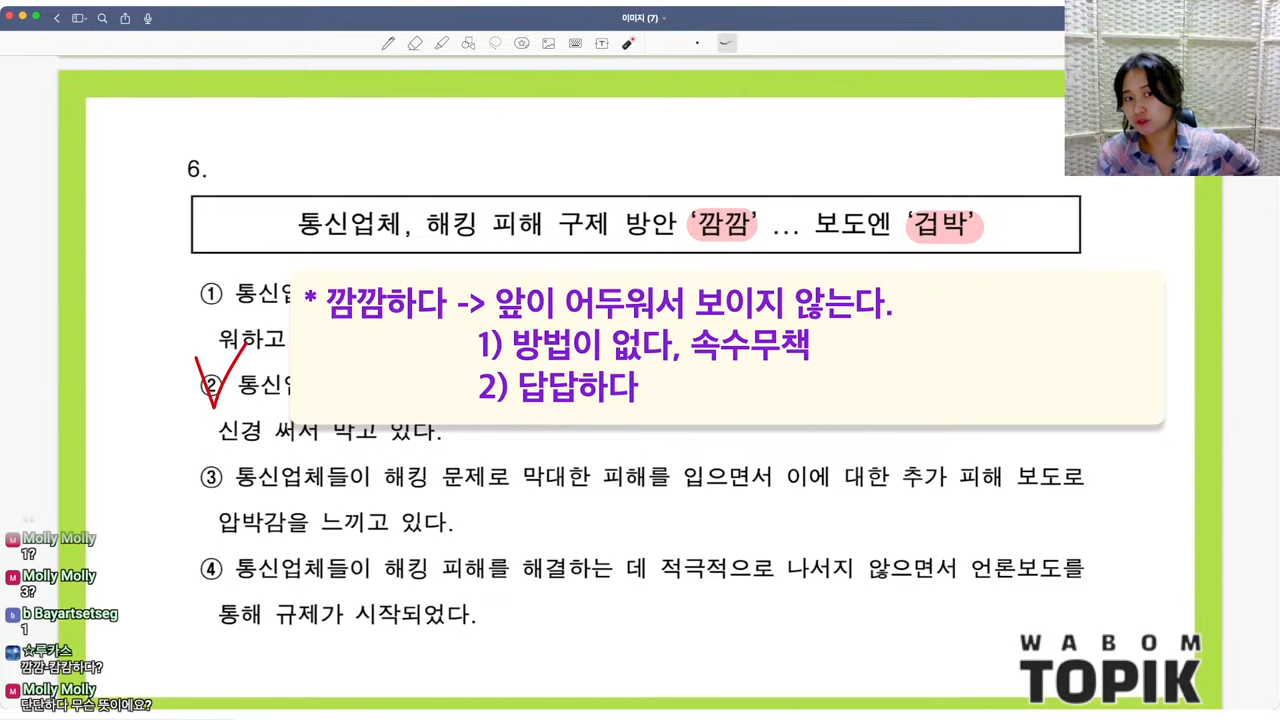 이미지 (7)
6.
통신업체, 해킹 피해 구제 방안 ‘깜깜’ ... 보도엔 ‘겁박’
① 통신업
* 깜깜하다 -> 앞이 어두워서 보이지 않는다.
워하고
1) 방법이 없다, 속수무책
② 통신
2) 답답하다
신경 써서 막고 있다.
③ 통신업체들이 해킹 문제로 막대한 피해를 입으면서 이에 대한 추가 피해 보도로
압박감을 느끼고 있다.
④ 통신업체들이 해킹 피해를 해결하는 데 적극적으로 나서지 않으면서 언론보도를
통해 규제가 시작되었다.
Molly Molly
1?
Molly Molly
3?
b Bayartsetseg
1
☆루카스
깜깜-캄캄하다?
Molly Molly
단단하다 무슨 뜻이에요?
WABOM
TOPIK